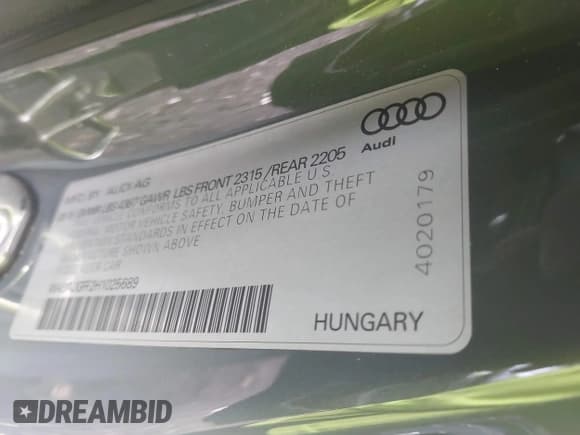 MFD. BY AUDI AG
GAWR LBS FRONT 2315 / REAR 2205
CONFORMS TO ALL APPLICABLE U S
MOTOR VEHICLE SAFETY, BUMPER AND THEFT
STANDARDS IN EFFECT ON THE DATE OF
SHOWN ABOVE
CAR
Audi
4020179
HUNGARY
DREAMBID